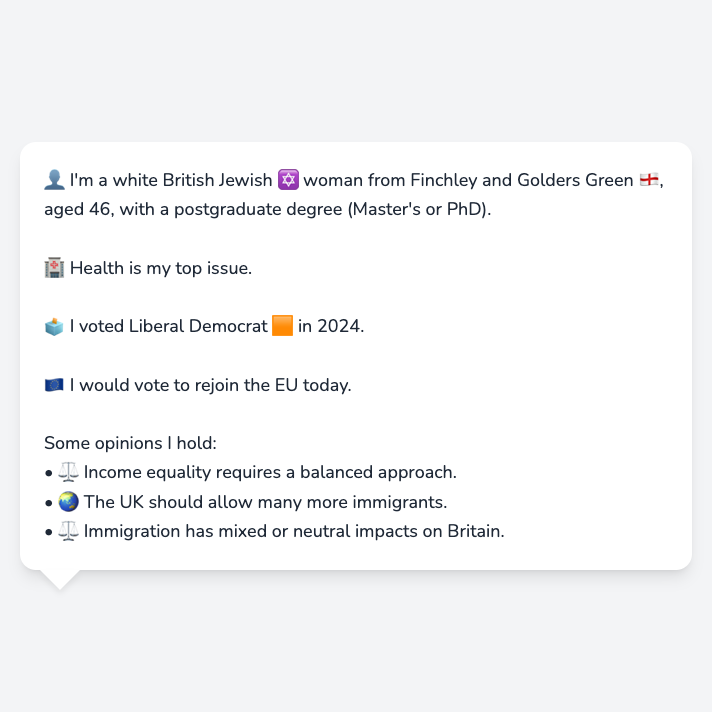 👤 I'm a white British Jewish ✡️ woman from Finchley and Golders Green 🏴󠁧󠁢󠁥󠁮󠁧󠁿,
aged 46, with a postgraduate degree (Master's or PhD).
🏥 Health is my top issue.
🗳️ I voted Liberal Democrat 🟧 in 2024.
🇪🇺 I would vote to rejoin the EU today.
Some opinions I hold:
• ⚖️ Income equality requires a balanced approach.
• 🌏 The UK should allow many more immigrants.
• ⚖️ Immigration has mixed or neutral impacts on Britain.